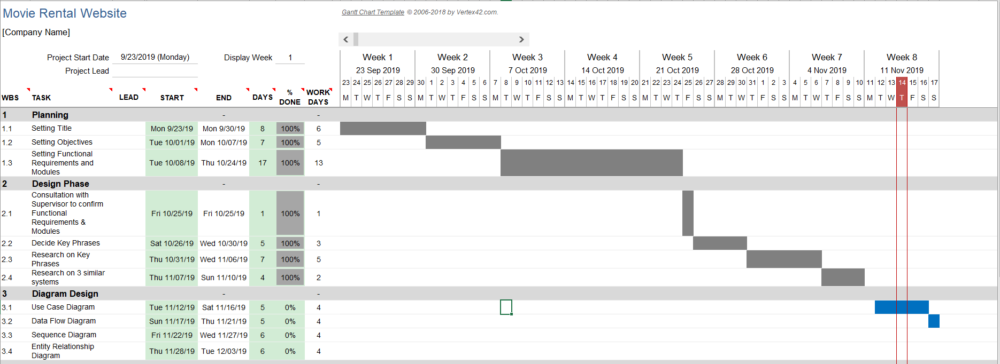 Movie Rental Website
Gantt Chart Template © 2006-2018 by Vertex42.com.
[Company Name]
Project Start Date 9/23/2019 (Monday) Display Week 1
Project Lead
Week 1 Week 2 Week 3 Week 4 Week 5 Week 6 Week 7 Week 8
23 Sep 2019 30 Sep 2019 7 Oct 2019 14 Oct 2019 21 Oct 2019 28 Oct 2019 4 Nov 2019 11 Nov 2019
23 24 25 26 27 28 29 30 1 2 3 4 5 6 7 8 9 10 11 12 13 14 15 16 17 18 19 20 21 22 23 24 25 26 27 28 29 30 31 1 2 3 4 5 6 7 8 9 10 11 12 13 14 15 16 17
WBS TASK LEAD START END DAYS % DONE WORK DAYS
M T W T F S S M T W T F S S M T W T F S S M T W T F S S M T W T F S S M T W T F S S M T W T F S S M T W T F S S
1 Planning - -
1.1 Setting Title Mon 9/23/19 Mon 9/30/19 8 100% 6
1.2 Setting Objectives Tue 10/01/19 Mon 10/07/19 7 100% 5
1.3 Setting Functional
Requirements and Tue 10/08/19 Thu 10/24/19 17 100% 13
Modules
2 Design Phase - -
Consultation with
Supervisor to confirm
2.1 Functional Fri 10/25/19 Fri 10/25/19 1 100% 1
Requirements &
Modules
2.2 Decide Key Phrases Sat 10/26/19 Wed 10/30/19 5 100% 3
2.3 Research on Key Thu 10/31/19 Wed 11/06/19 7 100% 5
Phrases
2.4 Research on 3 similar Thu 11/07/19 Sun 11/10/19 4 100% 2
systems
3 Diagram Design - -
3.1 Use Case Diagram Tue 11/12/19 Sat 11/16/19 5 0% 4
3.2 Data Flow Diagram Sun 11/17/19 Thu 11/21/19 5 0% 4
3.3 Sequence Diagram Fri 11/22/19 Wed 11/27/19 6 0% 4
3.4 Entity Relationship Thu 11/28/19 Tue 12/03/19 6 0% 4
Diagram